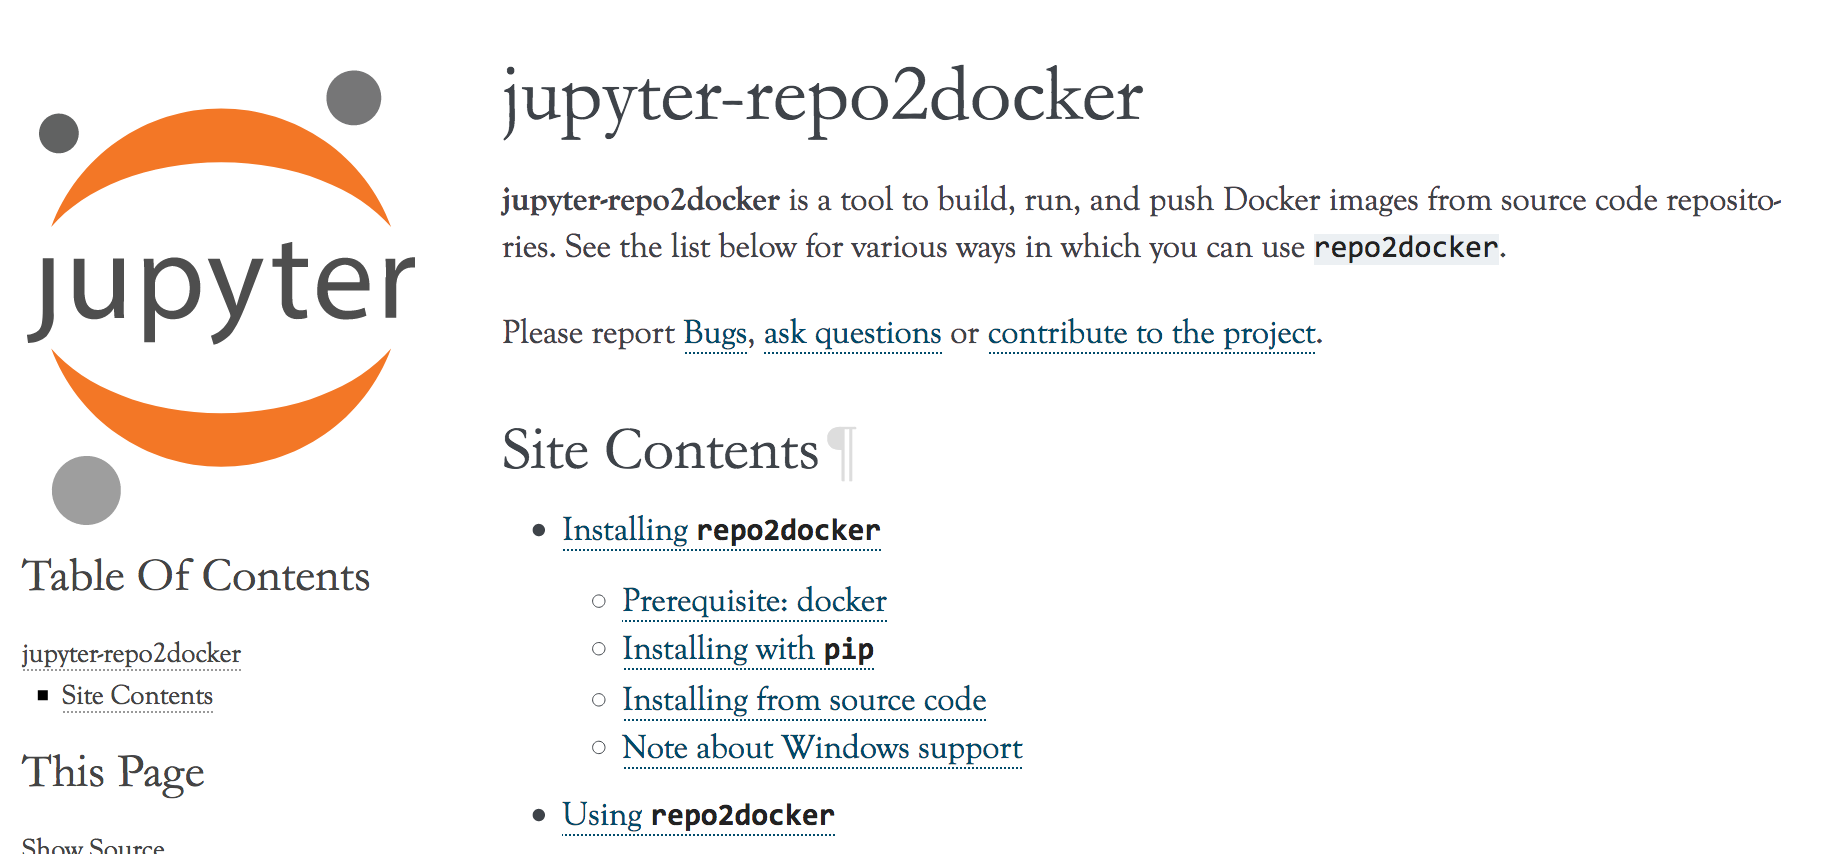 jupyter
Table Of Contents
jupyter-repo2docker
Site Contents
This Page
Show Source
jupyter-repo2docker
jupyter-repo2docker is a tool to build, run, and push Docker images from source code reposito-
ries. See the list below for various ways in which you can use repo2docker.
Please report Bugs, ask questions or contribute to the project.
Site Contents¶
Installing repo2docker
Prerequisite: docker
Installing with pip
Installing from source code
Note about Windows support
Using repo2docker